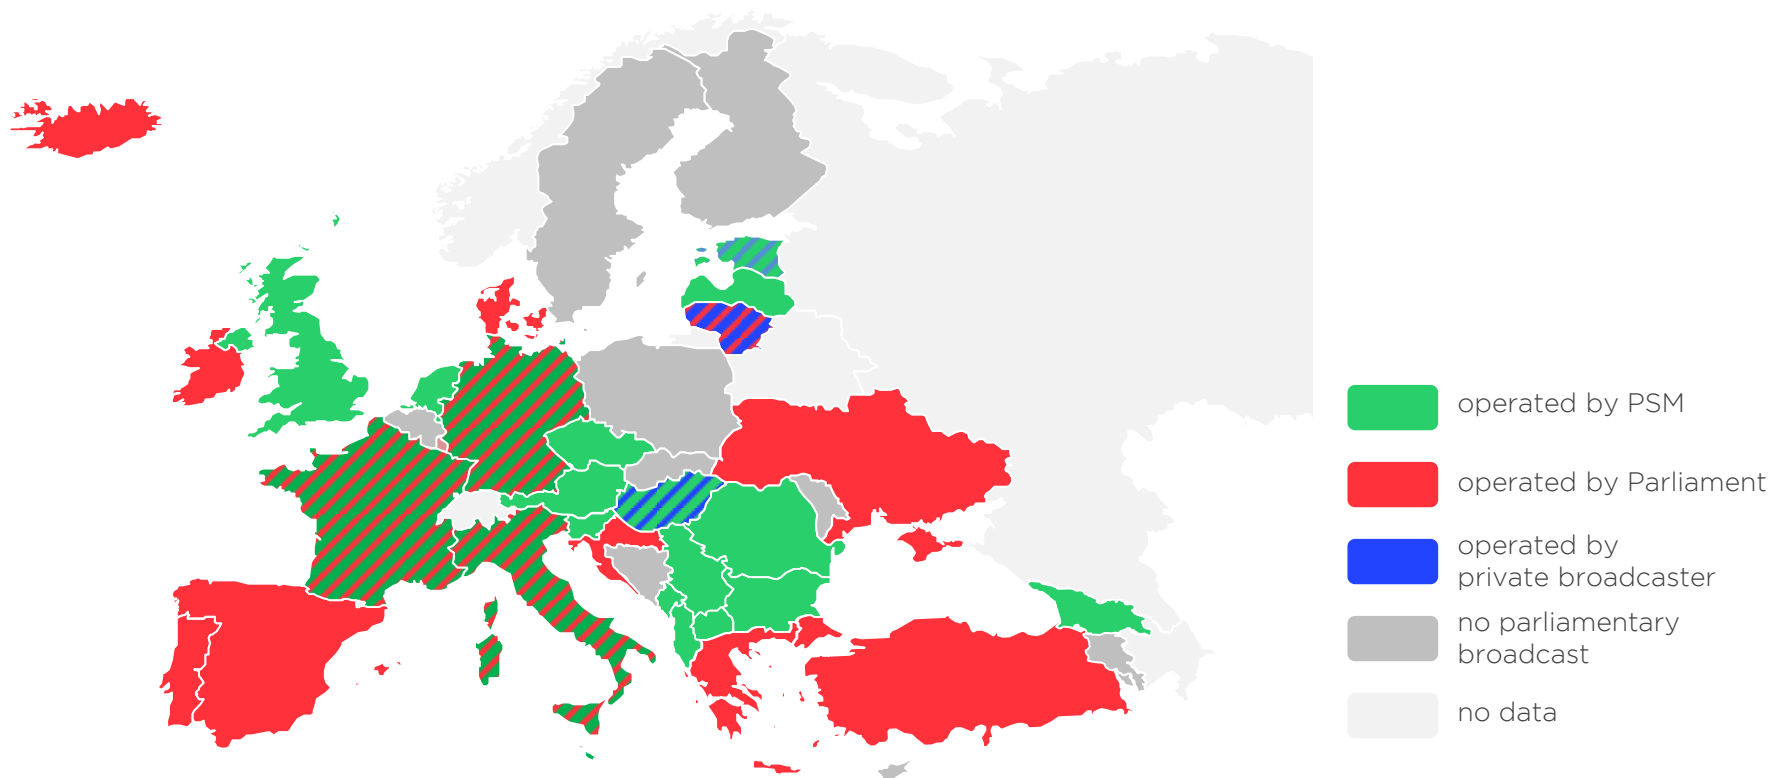 operated by PSM
operated by Parliament
operated by
private broadcaster
no parliamentary
broadcast
no data